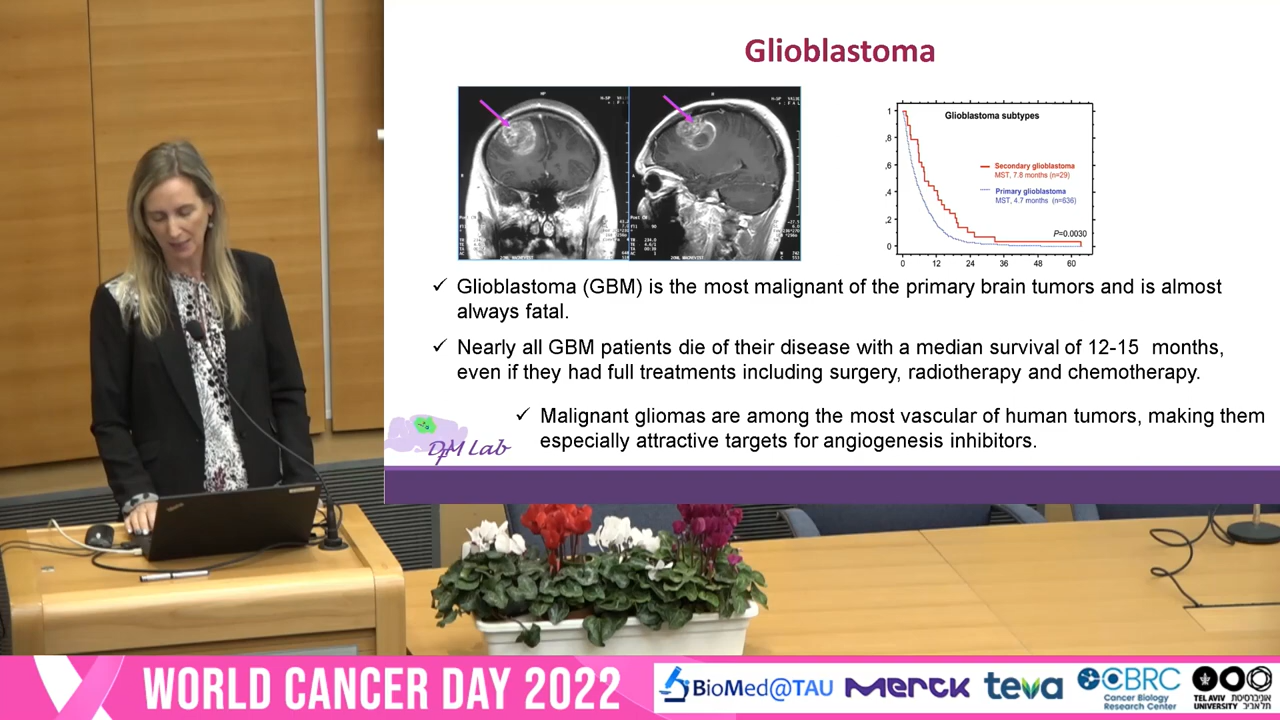 Glioblastoma
Glioblastoma subtypes
Secondary glioblastoma
MST, 7.8 months (n=29)
Primary glioblastoma
MST, 4.7 months (n=636)
P=0.0030
1
,8
,6
,4
,2
0
0 12 24 36 48 60
✓ Glioblastoma (GBM) is the most malignant of the primary brain tumors and is almost
always fatal.
✓ Nearly all GBM patients die of their disease with a median survival of 12-15 months,
even if they had full treatments including surgery, radiotherapy and chemotherapy.
✓ Malignant gliomas are among the most vascular of human tumors, making them
especially attractive targets for angiogenesis inhibitors.
Lab
WORLD CANCER DAY 2022
BioMed@TAU
Merck
teva
CBRC
Cancer Biology
Research Center
TEL AVIV
UNIVERSITY
אוניברסיטת
תל אביב